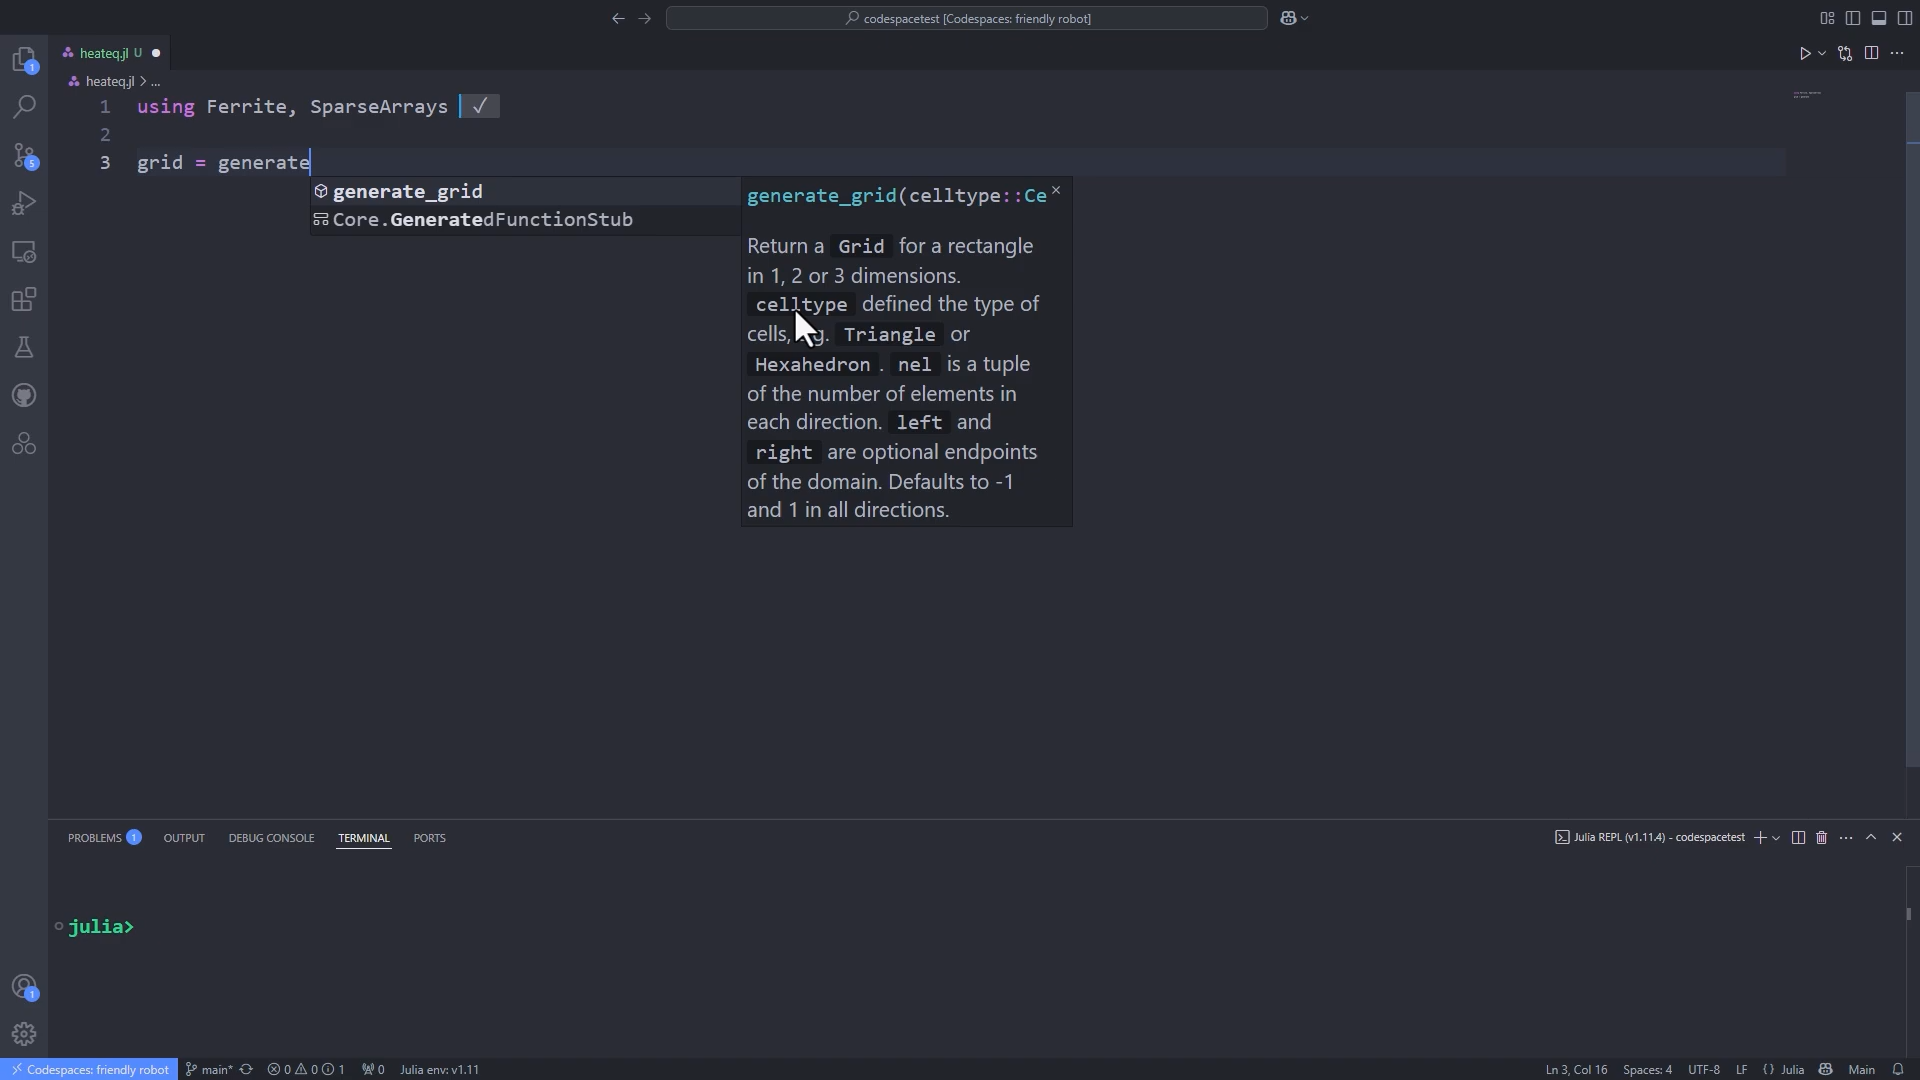 codespacetest [Codespaces: friendly robot]
heateq.jl U
heateq.jl > ...
1 using Ferrite, SparseArrays ✓
2
3 grid = generate
generate_grid
Core.GeneratedFunctionStub
generate_grid(celltype::Ce
Return a Grid for a rectangle
in 1, 2 or 3 dimensions.
celltype defined the type of
cells, Triangle or
Hexahedron. nel is a tuple
of the number of elements in
each direction. left and
right are optional endpoints
of the domain. Defaults to -1
and 1 in all directions.
PROBLEMS 1 OUTPUT DEBUG CONSOLE TERMINAL PORTS
Julia REPL (v1.11.4) - codespacetest
julia>
1
5
1
Codespaces: friendly robot main* 0 0 1 0 Julia env: v1.11
Ln 3, Col 16 Spaces: 4 UTF-8 LF {} Julia Main